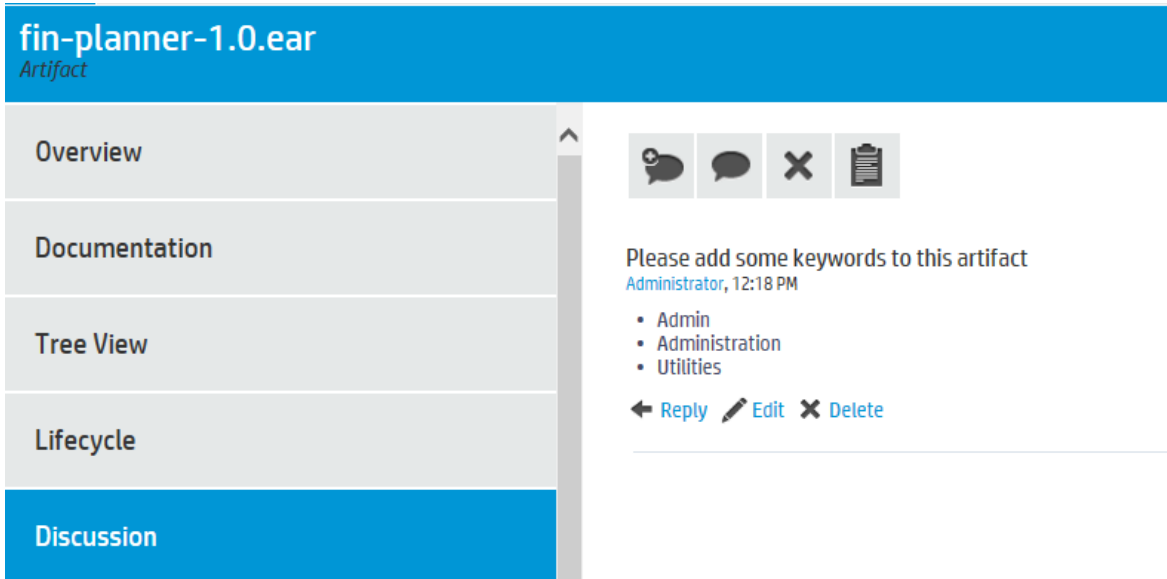 fin-planner-1.0.ear
Artifact
Overview
Documentation
Tree View
Lifecycle
Discussion
Please add some keywords to this artifact
Administrator, 12:18 PM
• Admin
• Administration
• Utilities
Reply Edit Delete